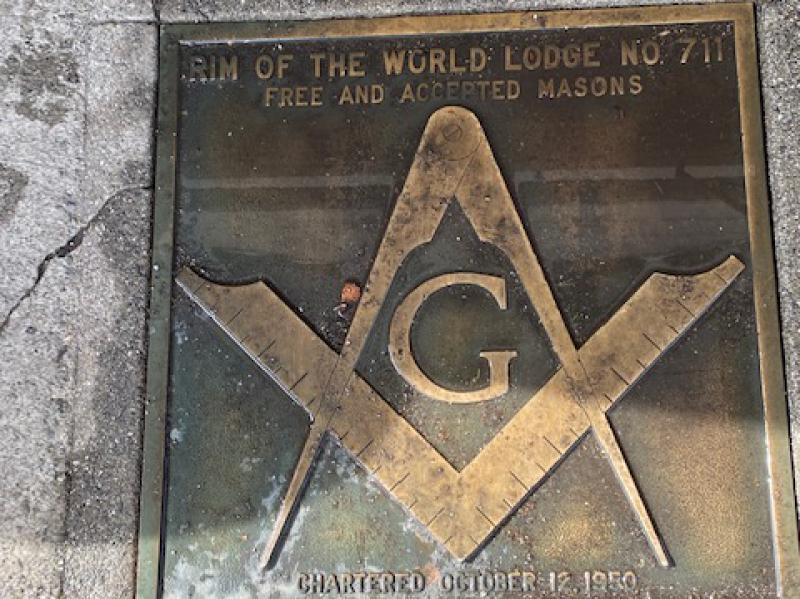 RIM OF THE WORLD LODGE NO. 711
FREE AND ACCEPTED MASONS
G
CHARTERED OCTOBER 12, 1950